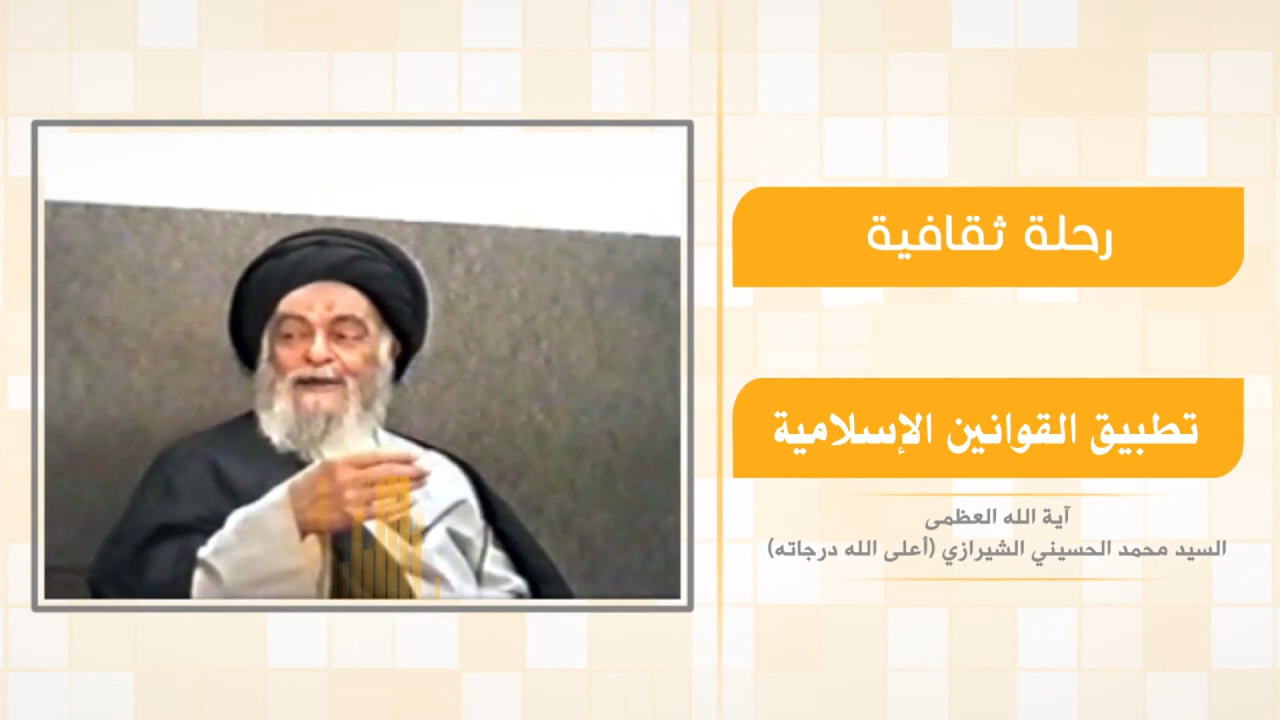 رحلة ثقافية
تطبيق القوانين الإسلامية
آية الله العظمى
السيد محمد الحسيني الشيرازي (أعلى الله درجاته)